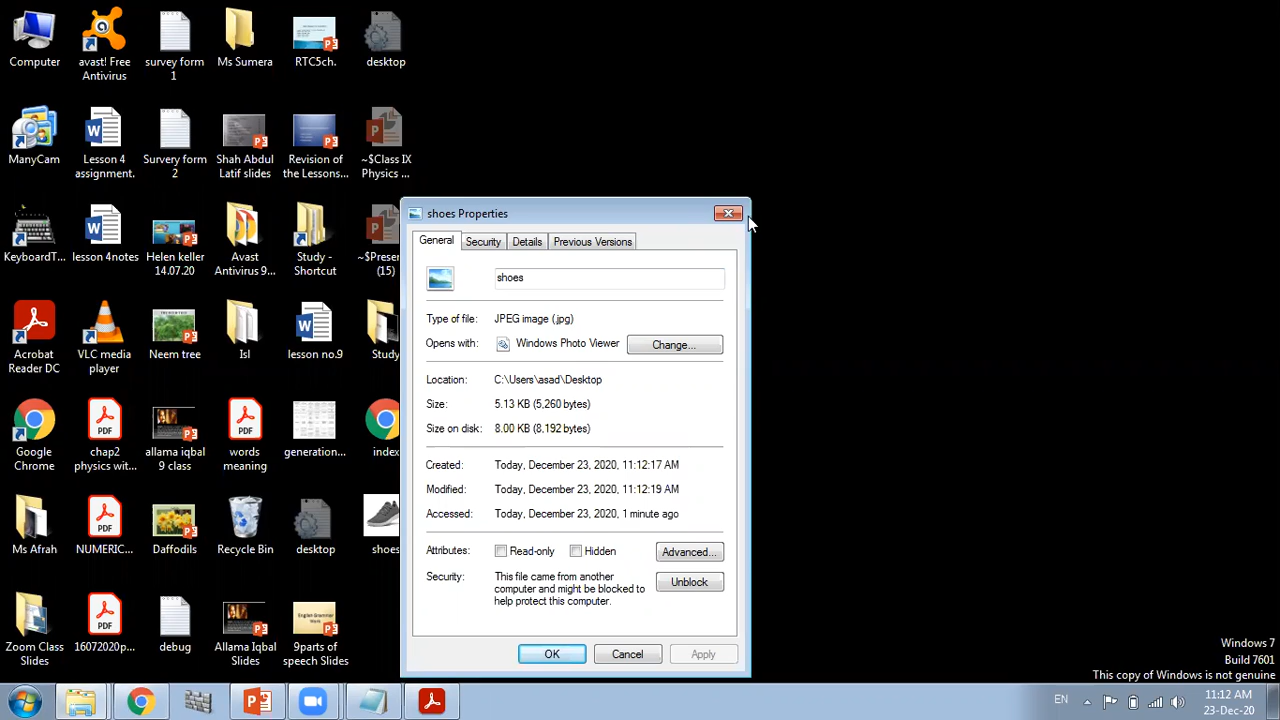 Computer
avast! Free
Antivirus
survey form
1
Ms Sumera
RTC5ch.
desktop
ManyCam
Lesson 4
assignment.
Survery form
2
Shah Abdul
Latif slides
Revision of
the Lessons...
~$Class IX
Physics ...
KeyboardT...
lesson 4notes
Helen keller
14.07.20
Avast
Antivirus 9...
Study -
Shortcut
~$Presen
(15)
Acrobat
Reader DC
VLC media
player
Neem tree
Isl
lesson no.9
Study
Google
Chrome
chap2
physics wit...
allama iqbal
9 class
words
meaning
generation...
index
Ms Afrah
NUMERIC...
Daffodils
Recycle Bin
desktop
shoes
Zoom Class
Slides
16072020p...
debug
Allama Iqbal
Slides
English Grammer
Work
9parts of
speech Slides
shoes Properties
General
Security
Details
Previous Versions
shoes
Type of file: JPEG image (.jpg)
Opens with: Windows Photo Viewer Change...
Location: C:\Users\asad\Desktop
Size: 5.13 KB (5,260 bytes)
Size on disk: 8.00 KB (8,192 bytes)
Created: Today, December 23, 2020, 11:12:17 AM
Modified: Today, December 23, 2020, 11:12:19 AM
Accessed: Today, December 23, 2020, 1 minute ago
Attributes: Read-only Hidden Advanced...
Security: This file came from another
computer and might be blocked to
help protect this computer.
Unblock
OK Cancel Apply
Windows 7
Build 7601
This copy of Windows is not genuine
EN
11:12 AM
23-Dec-20